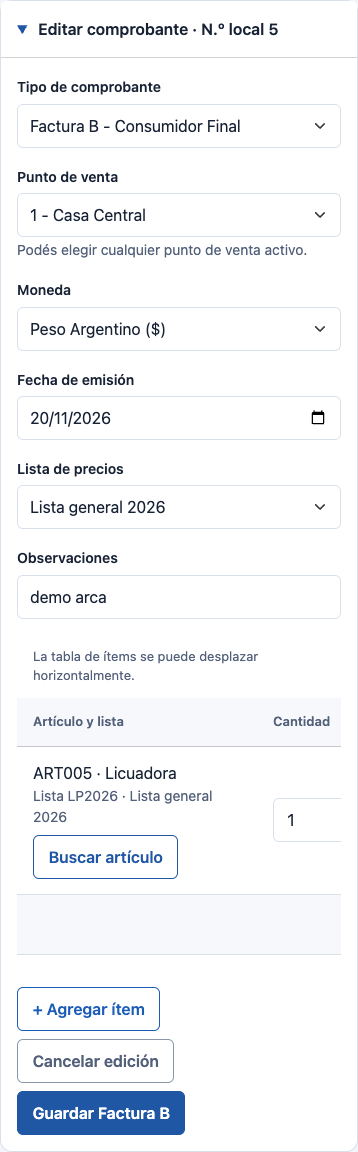 Editar comprobante · N.º local 5
Tipo de comprobante
Factura B - Consumidor Final
Punto de venta
1 - Casa Central
Podés elegir cualquier punto de venta activo.
Moneda
Peso Argentino ($)
Fecha de emisión
20/11/2026
Lista de precios
Lista general 2026
Observaciones
demo arca
La tabla de ítems se puede desplazar
horizontalmente.
Artículo y lista Cantidad
ART005 · Licuadora
Lista LP2026 · Lista general
2026
1
Buscar artículo
+ Agregar ítem
Cancelar edición
Guardar Factura B